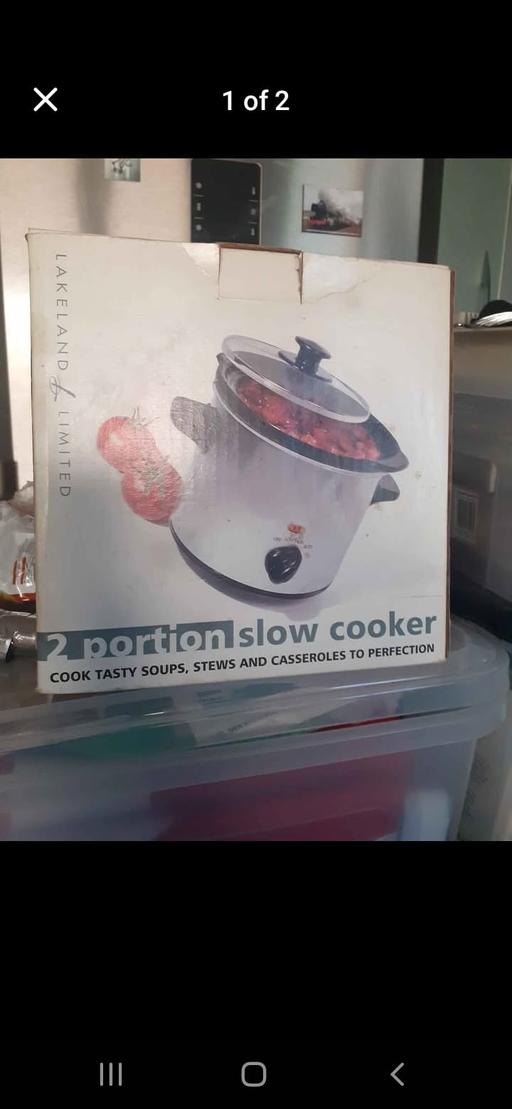 1 of 2
LAKELAND LIMITED
2 portion slow cooker
COOK TASTY SOUPS, STEWS AND CASSEROLES TO PERFECTION